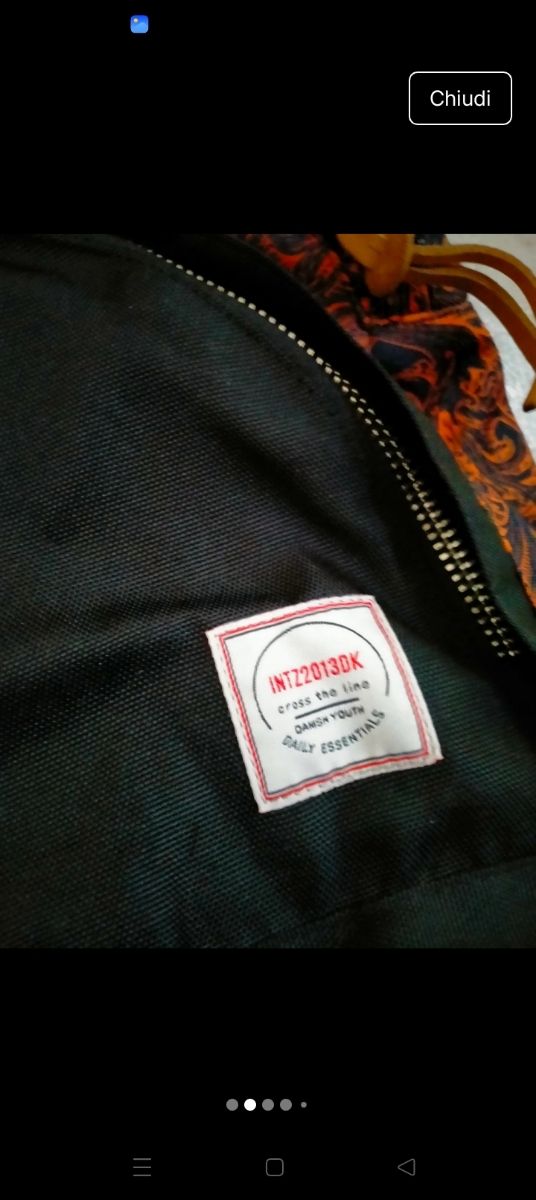 Chiudi
INTZ2013DK
cross the line
DANISH YOUTH
DAILY ESSENTIALS